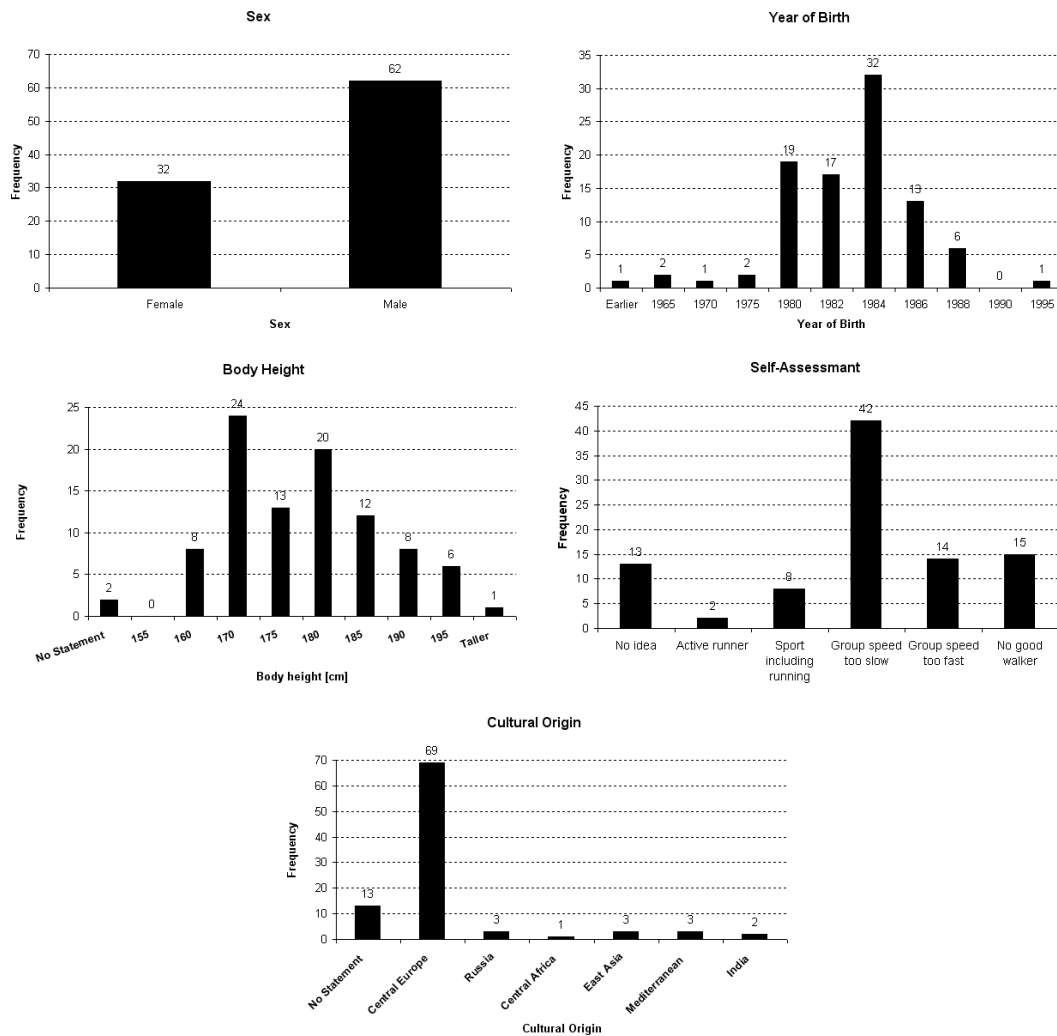 Sex
70
60
50
40
30
20
10
0
Frequency
32
62
Female Male
Sex
Year of Birth
35
30
25
20
15
10
5
0
Frequency
1 2 1 2 19 17 32 13 6 0 1
Earlier 1965 1970 1975 1980 1982 1984 1986 1988 1990 1995
Year of Birth
Body Height
25
20
15
10
5
0
Frequency
2 0 8 24 13 20 12 8 6 1
No Statement 155 160 170 175 180 185 190 195 Taller
Body height [cm]
Self-Assessmant
45
40
35
30
25
20
15
10
5
0
Frequency
13 2 8 42 14 15
No idea Active runner Sport Group speed Group speed No good
including too slow too fast walker
running
Cultural Origin
70
60
50
40
30
20
10
0
Frequency
13 69 3 1 3 3 2
No Statement Central Europe Russia Central Africa East Asia Mediterranean India
Cultural Origin